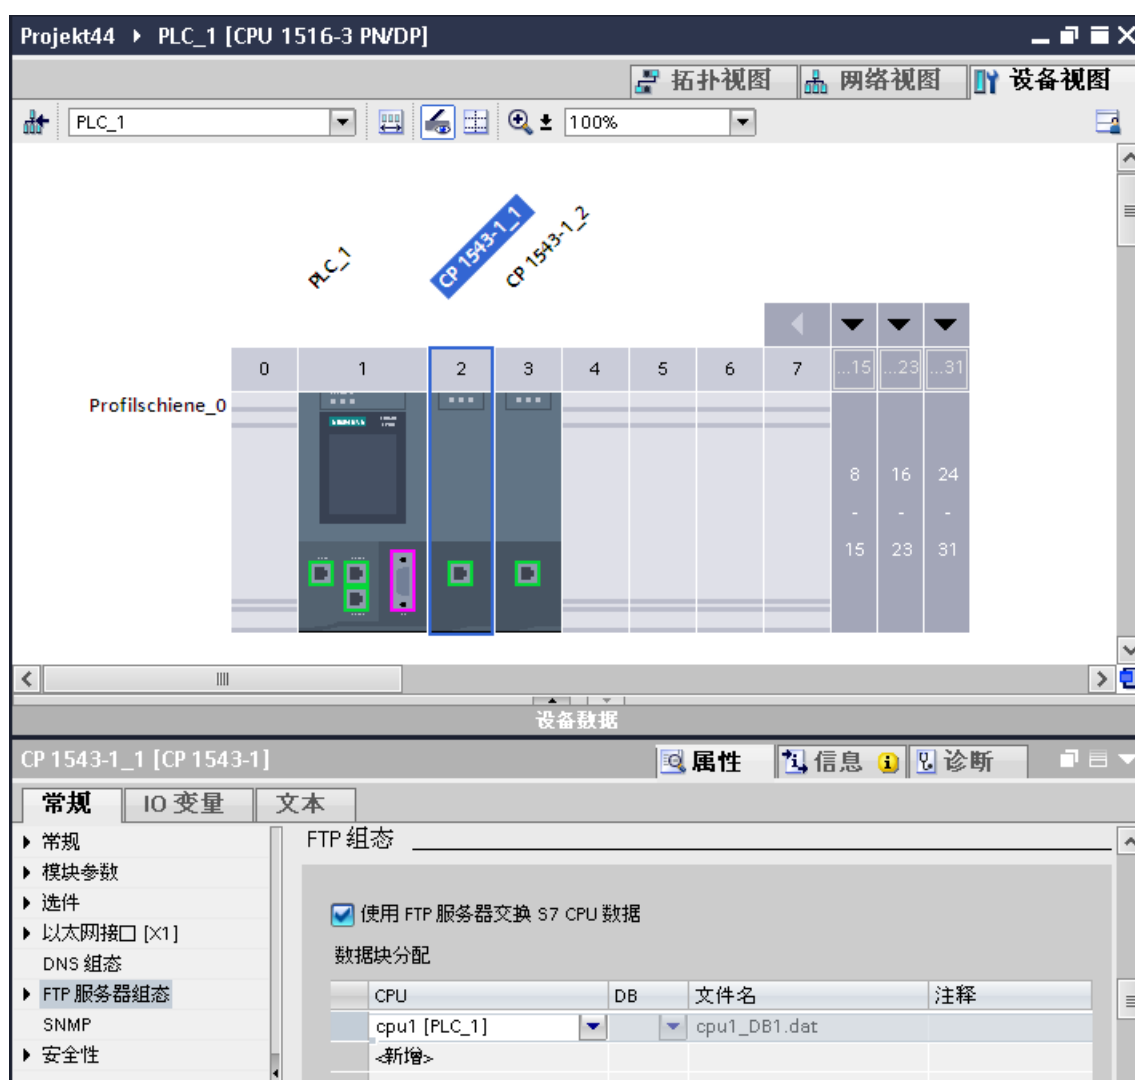 Projekt44 ▸ PLC_1 [CPU 1516-3 PN/DP]
拓扑视图 网络视图 设备视图
PLC_1 100%
PLC_1 CP 1543-1_1 CP 1543-1_2
0 1 2 3 4 5 6 7 ...15 ...23 ...31
Profilschiene_0
SIEMENS
8 16 24
- - -
15 23 31
设备数据
CP 1543-1_1 [CP 1543-1] 属性 信息 诊断
常规 IO 变量 文本
常规
模块参数
选件
以太网接口 [X1]
DNS 组态
FTP 服务器组态
SNMP
安全性
FTP 组态
使用 FTP 服务器交换 S7 CPU 数据
数据块分配
CPU DB 文件名 注释
cpu1 [PLC_1] cpu1_DB1.dat
<新增>